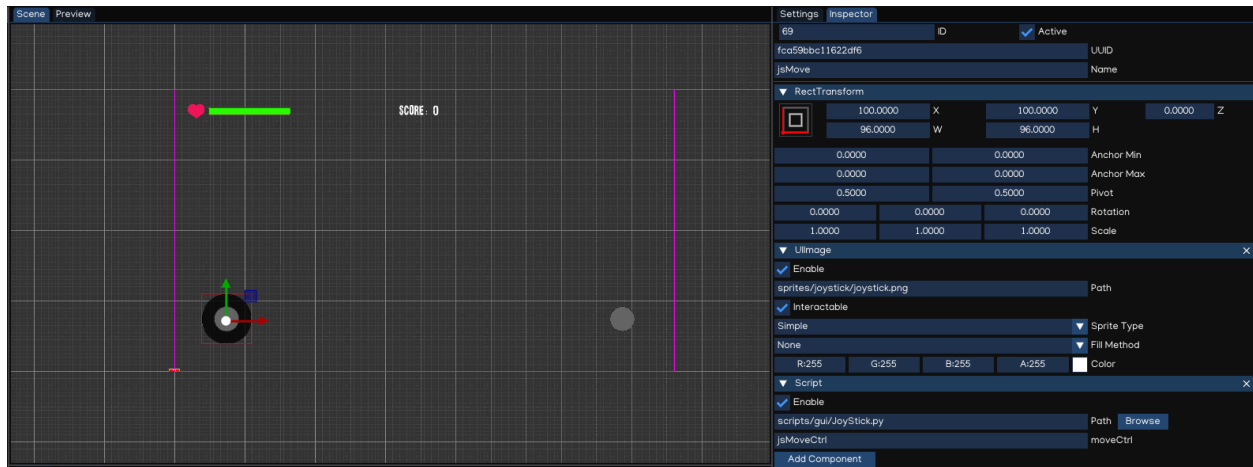 Scene Preview
SCORE: 0
Settings Inspector
69 ID Active
fca59bbc11622df6 UUID
jsMove Name
RectTransform
100.0000 X 100.0000 Y 0.0000 Z
96.0000 W 96.0000 H
0.0000 0.0000 Anchor Min
0.0000 0.0000 Anchor Max
0.5000 0.5000 Pivot
0.0000 0.0000 0.0000 Rotation
1.0000 1.0000 1.0000 Scale
UIImage
Enable
sprites/joystick/joystick.png Path
Interactable
Simple Sprite Type
None Fill Method
R:255 G:255 B:255 A:255 Color
Script
Enable
scripts/gui/JoyStick.py Path Browse
jsMoveCtrl moveCtrl
Add Component